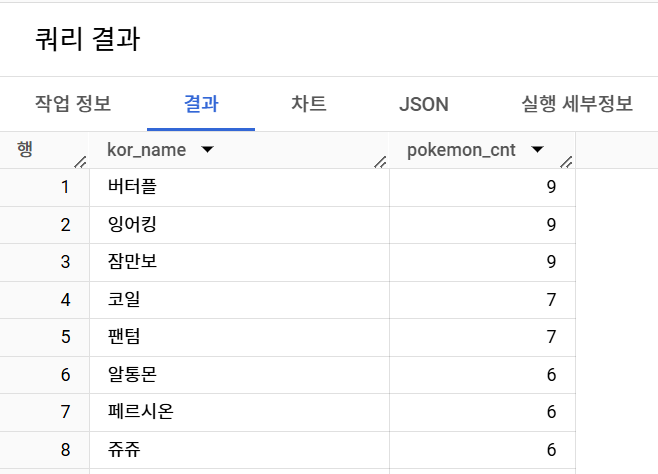 쿼리 결과
작업 정보 결과 차트 JSON 실행 세부정보
행 kor_name pokemon_cnt
1 버터플 9
2 잉어킹 9
3 잠만보 9
4 코일 7
5 팬텀 7
6 알통몬 6
7 페르시온 6
8 쥬쥬 6